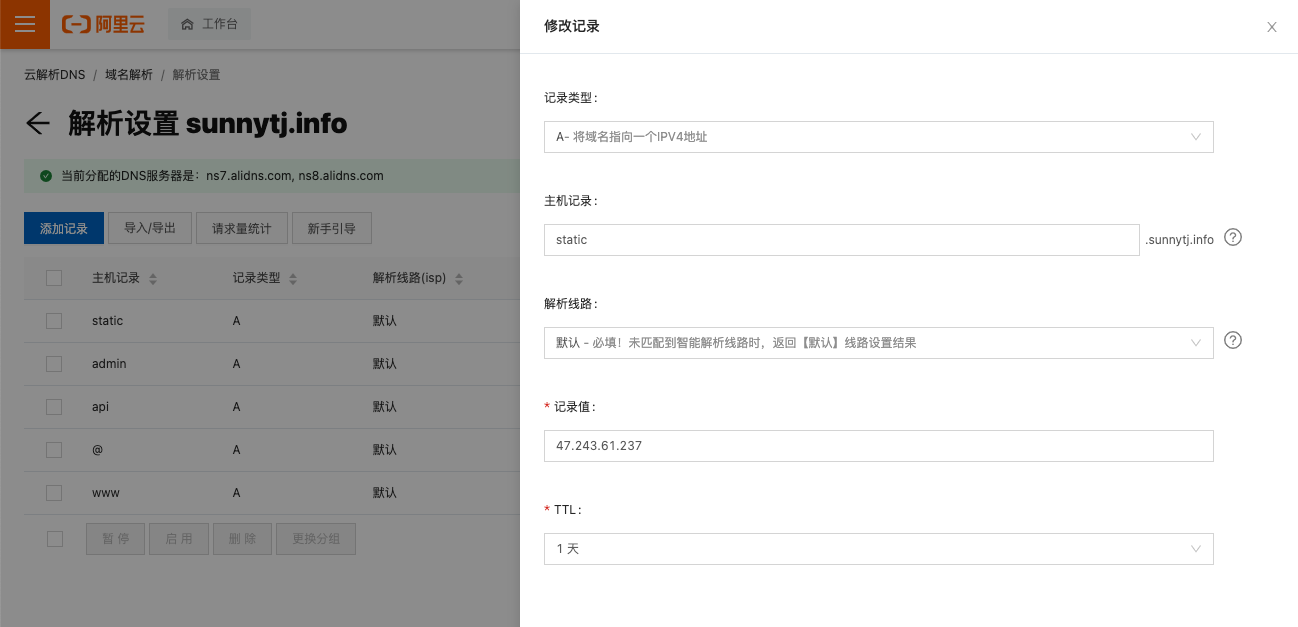 阿里云
工作台
云解析DNS / 域名解析 / 解析设置
解析设置 sunnytj.info
当前分配的DNS服务器是：ns7.alidns.com, ns8.alidns.com
添加记录 导入/导出 请求量统计 新手引导
主机记录 记录类型 解析线路(isp)
static A 默认
admin A 默认
api A 默认
@ A 默认
www A 默认
暂 停 启 用 删 除 更换分组
修改记录
记录类型：
A- 将域名指向一个IPV4地址
主机记录：
static .sunnytj.info
解析线路：
默认 - 必填！未匹配到智能解析线路时，返回【默认】线路设置结果
* 记录值：
47.243.61.237
* TTL：
1 天